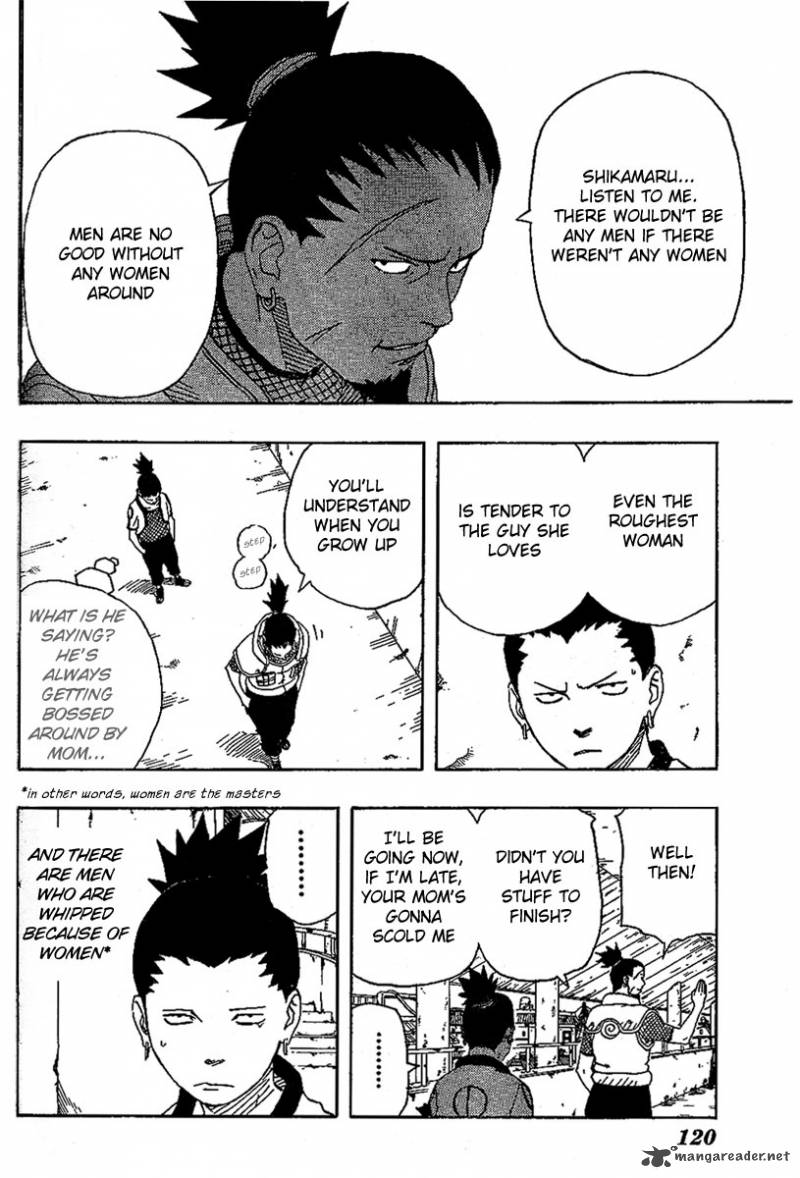 SHIKAMARU...
LISTEN TO ME.
THERE WOULDN'T BE
ANY MEN IF THERE
WEREN'T ANY WOMEN
MEN ARE NO
GOOD WITHOUT
ANY WOMEN
AROUND
EVEN THE
ROUGHEST
WOMAN
IS TENDER TO
THE GUY SHE
LOVES
YOU'LL
UNDERSTAND
WHEN YOU
GROW UP
STEP
STEP
WHAT IS HE
SAYING?
HE'S
ALWAYS
GETTING
BOSSED
AROUND BY
MOM...
*in other words, women are the masters
WELL
THEN!
DIDN'T YOU
HAVE
STUFF TO
FINISH?
I'LL BE
GOING NOW,
IF I'M LATE,
YOUR MOM'S
GONNA
SCOLD ME
........
........
AND THERE
ARE MEN
WHO ARE
WHIPPED
BECAUSE OF
WOMEN*
120
mangareader.net